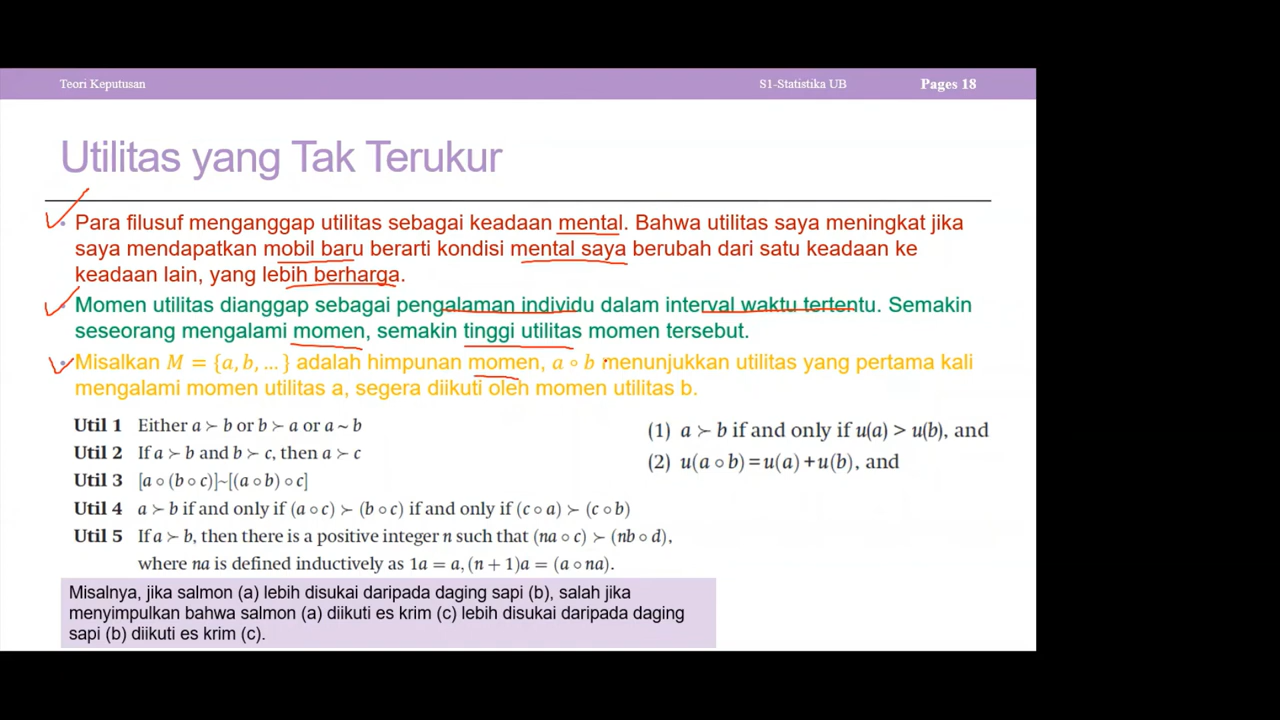 Teori Keputusan S1-Statistika UB Pages 18
Utilitas yang Tak Terukur
• Para filusuf menganggap utilitas sebagai keadaan mental. Bahwa utilitas saya meningkat jika
saya mendapatkan mobil baru berarti kondisi mental saya berubah dari satu keadaan ke
keadaan lain, yang lebih berharga.
• Momen utilitas dianggap sebagai pengalaman individu dalam interval waktu tertentu. Semakin
seseorang mengalami momen, semakin tinggi utilitas momen tersebut.
• Misalkan M = {a, b, …} adalah himpunan momen, a ∘ b menunjukkan utilitas yang pertama kali
mengalami momen utilitas a, segera diikuti oleh momen utilitas b.
Util 1 Either a ≻ b or b ≻ a or a ~ b
Util 2 If a ≻ b and b ≻ c, then a ≻ c
Util 3 [a ∘ (b ∘ c)]~[(a ∘ b) ∘ c]
Util 4 a ≻ b if and only if (a ∘ c) ≻ (b ∘ c) if and only if (c ∘ a) ≻ (c ∘ b)
Util 5 If a ≻ b, then there is a positive integer n such that (na ∘ c) ≻ (nb ∘ d),
where na is defined inductively as 1a = a, (n + 1)a = (a ∘ na).
(1) a ≻ b if and only if u(a) > u(b), and
(2) u(a ∘ b) = u(a) + u(b), and
Misalnya, jika salmon (a) lebih disukai daripada daging sapi (b), salah jika
menyimpulkan bahwa salmon (a) diikuti es krim (c) lebih disukai daripada daging
sapi (b) diikuti es krim (c).